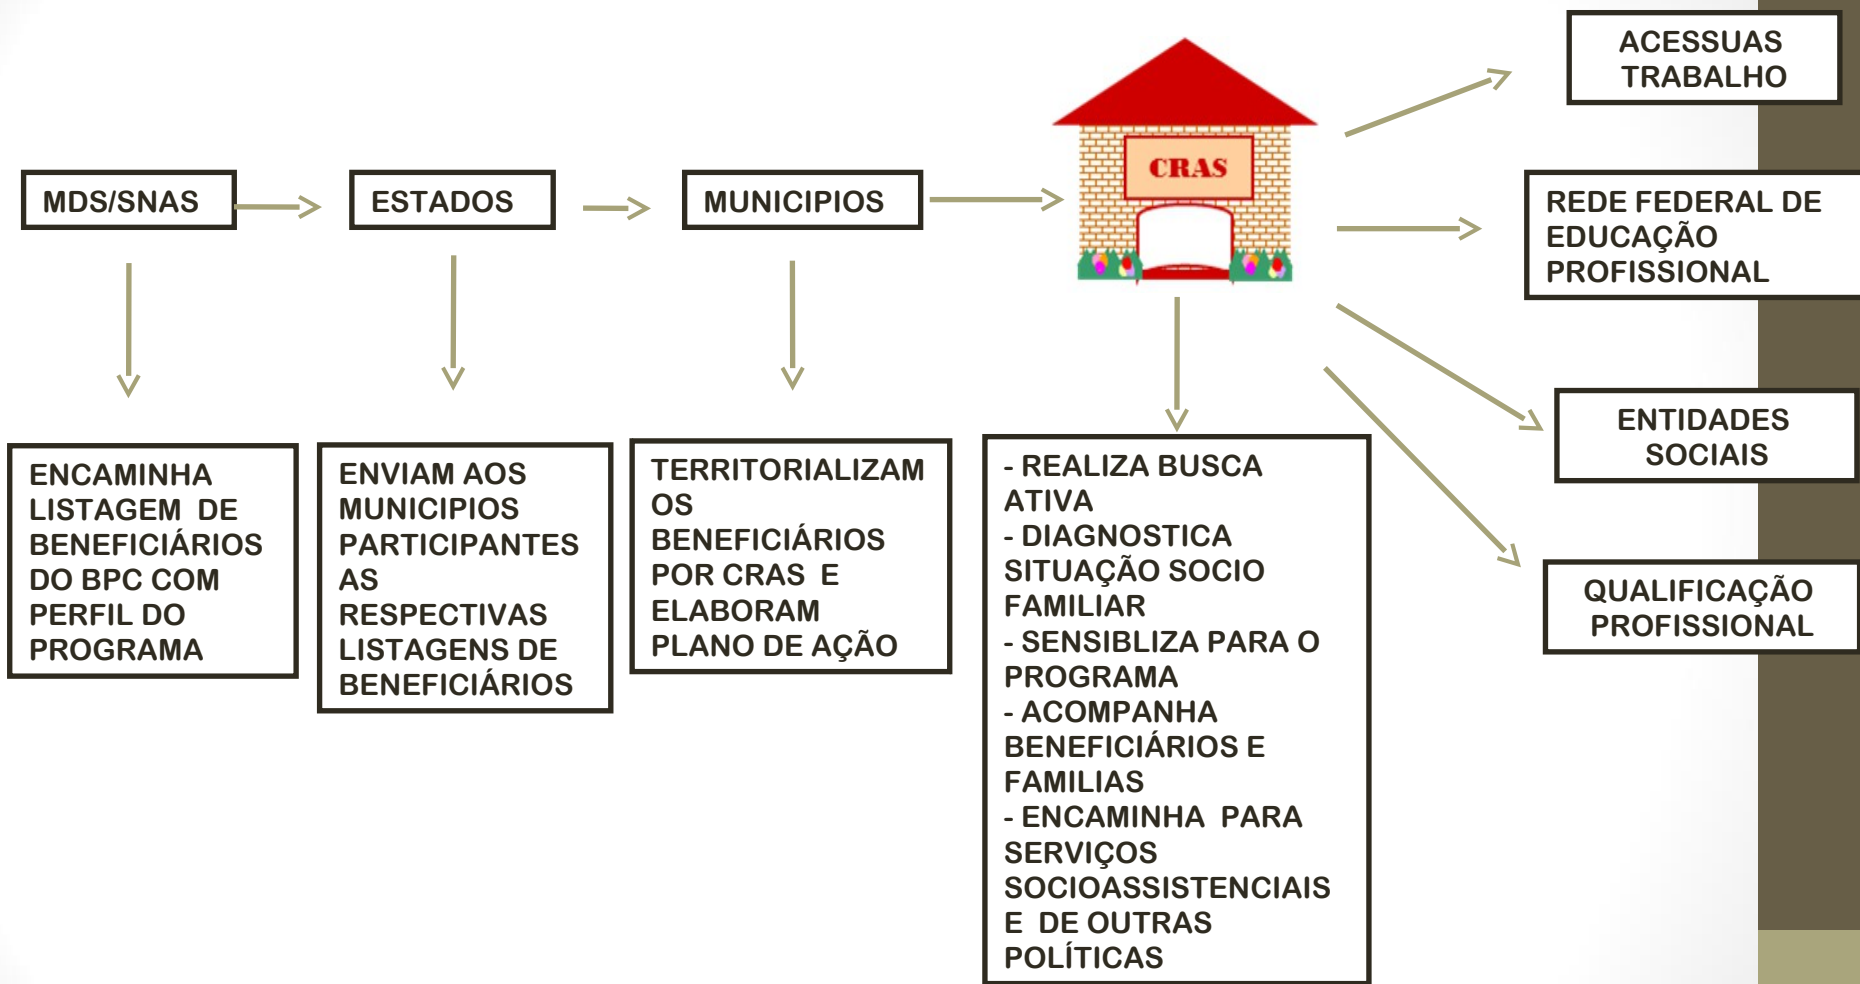 MDS/SNAS
ESTADOS
MUNICIPIOS
CRAS
ACESSUAS
TRABALHO
REDE FEDERAL DE
EDUCAÇÃO
PROFISSIONAL
ENTIDADES
SOCIAIS
QUALIFICAÇÃO
PROFISSIONAL
ENCAMINHA
LISTAGEM DE
BENEFICIÁRIOS
DO BPC COM
PERFIL DO
PROGRAMA
ENVIAM AOS
MUNICIPIOS
PARTICIPANTES
AS
RESPECTIVAS
LISTAGENS DE
BENEFICIÁRIOS
TERRITORIALIZAM
OS
BENEFICIÁRIOS
POR CRAS E
ELABORAM
PLANO DE AÇÃO
- REALIZA BUSCA
ATIVA
- DIAGNOSTICA
SITUAÇÃO SOCIO
FAMILIAR
- SENSIBLIZA PARA O
PROGRAMA
- ACOMPANHA
BENEFICIÁRIOS E
FAMILIAS
- ENCAMINHA PARA
SERVIÇOS
SOCIOASSISTENCIAIS
E DE OUTRAS
POLÍTICAS